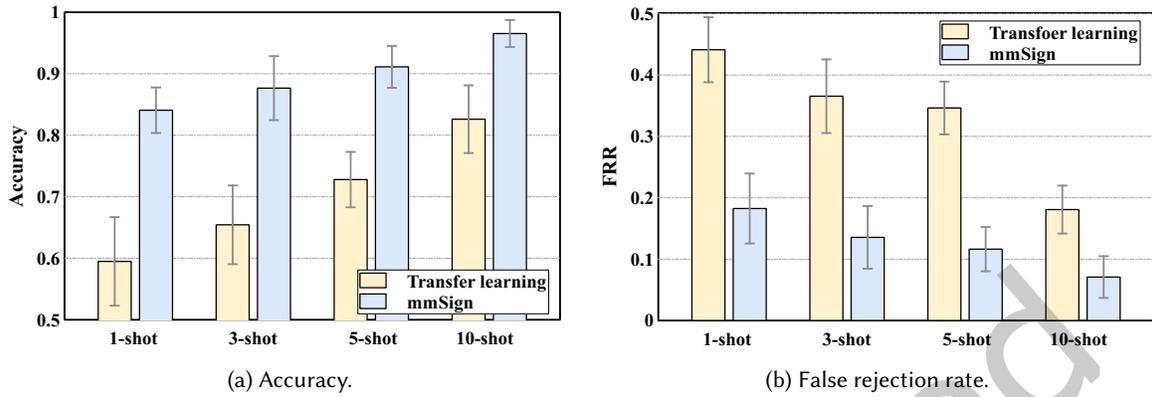 1
0.9
0.8
0.7
0.6
0.5
Accuracy
Transfer learning
mmSign
1-shot 3-shot 5-shot 10-shot
(a) Accuracy.
0.5
0.4
0.3
0.2
0.1
0
FRR
Transfoer learning
mmSign
1-shot 3-shot 5-shot 10-shot
(b) False rejection rate.